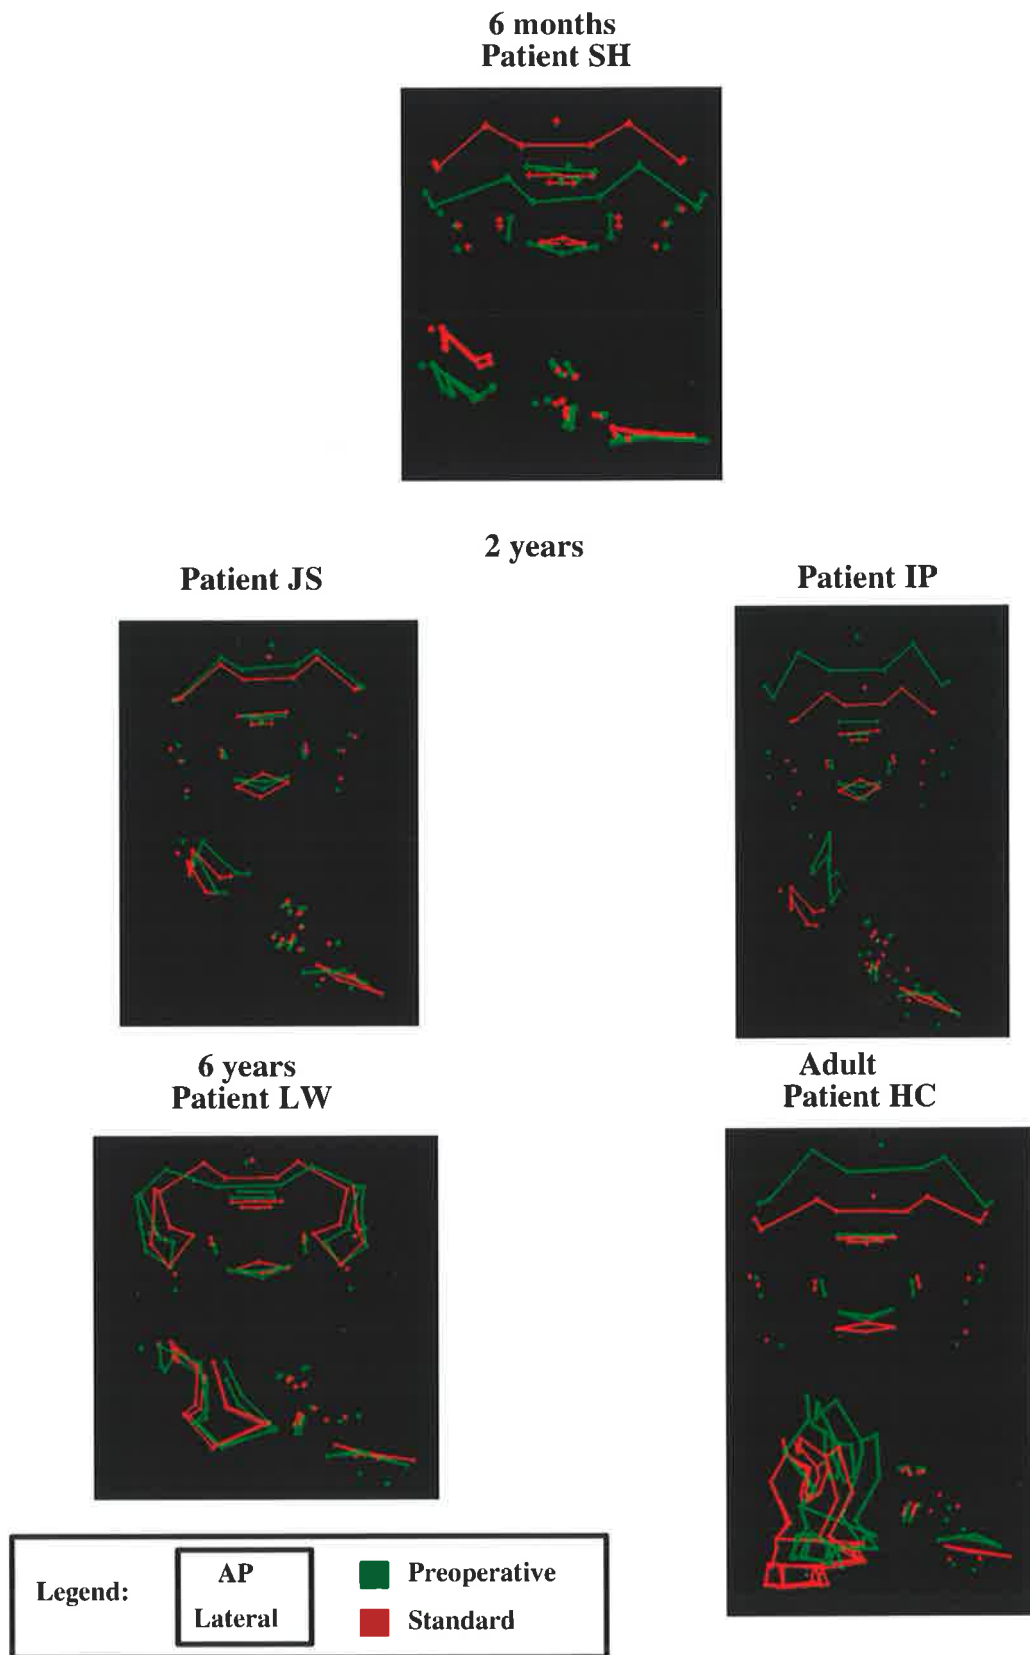 6 months
Patient SH
2 years
Patient JS
Patient IP
6 years
Patient LW
Adult
Patient HC
Legend:
AP
Lateral
Preoperative
Standard